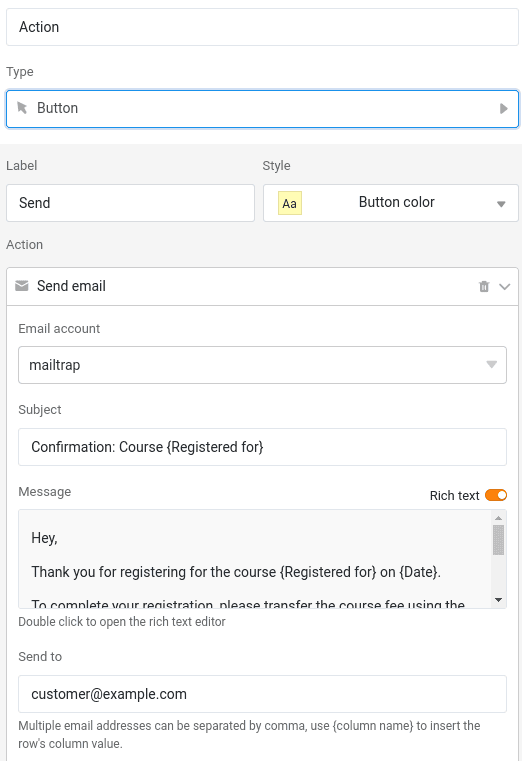 Action
Type
Button
Label
Style
Send
Aa
Button color
Action
Send email
Email account
mailtrap
Subject
Confirmation: Course {Registered for}
Message
Rich text
Hey,
Thank you for registering for the course {Registered for} on {Date}.
To complete your registration, please transfer the course fee using the
Double click to open the rich text editor
Send to
customer@example.com
Multiple email addresses can be separated by comma, use {column name} to insert the
row's column value.